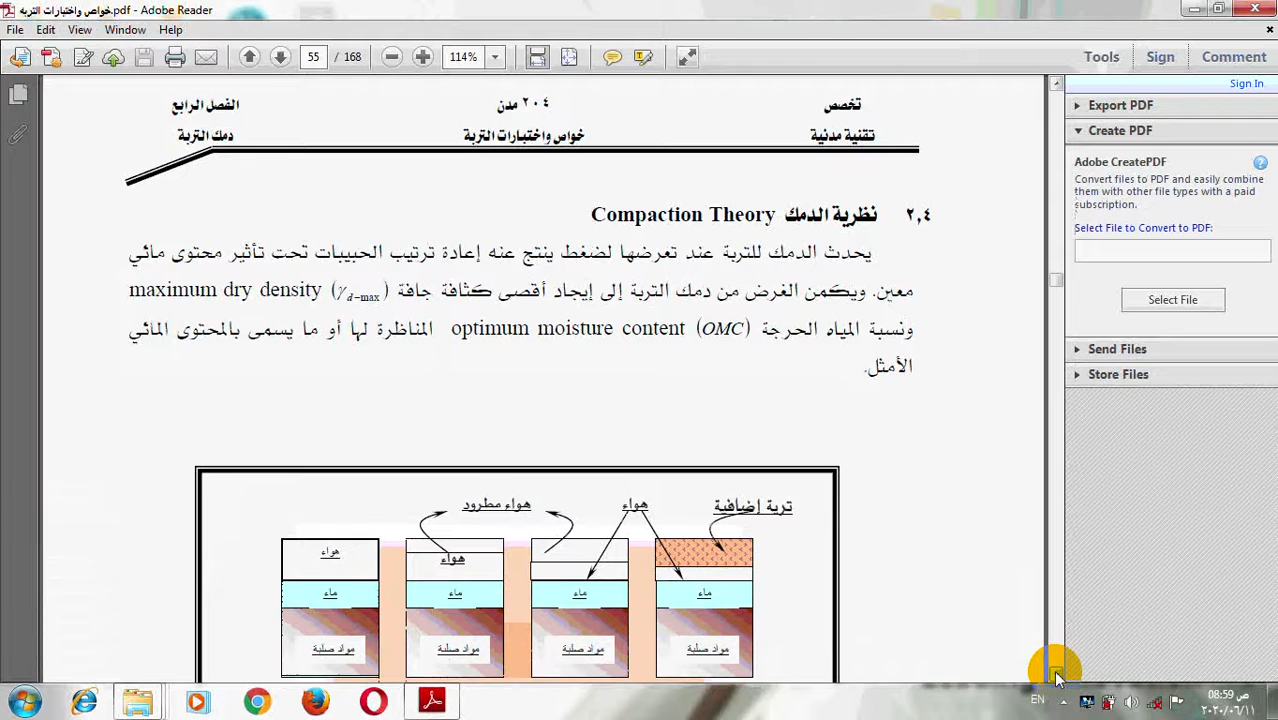 خواص واختبارات التربه.pdf - Adobe Reader
File Edit View Window Help
55 / 168 114% Tools Sign Comment
Sign In
Export PDF
Create PDF
Adobe CreatePDF
Convert files to PDF and easily combine
them with other file types with a paid
subscription.
Select File to Convert to PDF:
Select File
Send Files
Store Files
تخصص ٢٠٤ مدن الفصل الرابع
تقنية مدنية خواص واختبارات التربة دمك التربة
٢,٤ نظرية الدمك Compaction Theory
يحدث الدمك للتربة عند تعرضها لضغط ينتج عنه إعادة ترتيب الحبيبات تحت تأثير محتوى مائي
معين. ويكمن الغرض من دمك التربة إلى إيجاد أقصى كثافة جافة maximum dry density (γd−max)
ونسبة المياه الحرجة optimum moisture content (OMC) المناظرة لها أو ما يسمى بالمحتوى المائي
الأمثل.
تربة إضافية هواء هواء مطرود
هواء هواء
ماء ماء ماء ماء
مواد صلبة مواد صلبة مواد صلبة مواد صلبة
EN 08:59 ص
٢٠٢٠/٠٦/١١